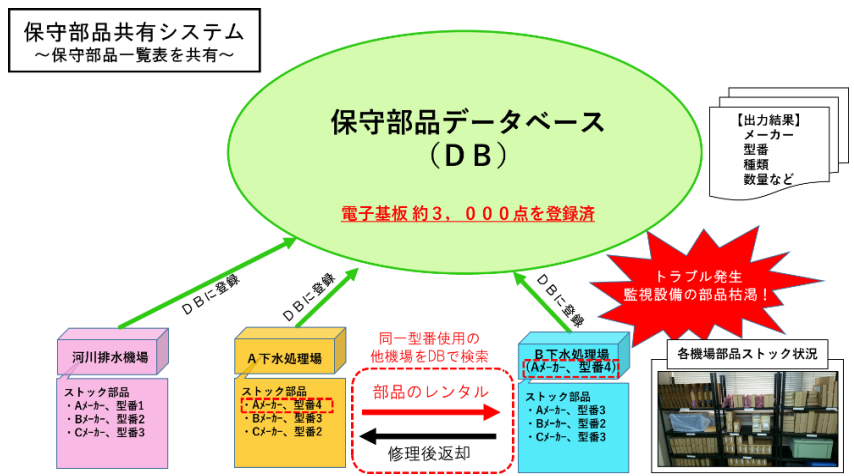 保守部品共有システム
～保守部品一覧表を共有～
保守部品データベース
（ＤＢ）
電子基板 約３，０００点を登録済
【出力結果】
メーカー
型番
種類
数量など
ＤＢに登録
ＤＢに登録
ＤＢに登録
トラブル発生
監視設備の部品枯渇！
河川排水機場
ストック部品
・Aﾒｰｶｰ、型番1
・Bﾒｰｶｰ、型番2
・Cﾒｰｶｰ、型番3
A下水処理場
ストック部品
・Aﾒｰｶｰ、型番4
・Bﾒｰｶｰ、型番3
・Cﾒｰｶｰ、型番2
同一型番使用の
他機場をDBで検索
部品のレンタル
修理後返却
B下水処理場
(Aﾒｰｶｰ、型番4)
ストック部品
・Aﾒｰｶｰ、型番3
・Bﾒｰｶｰ、型番2
・Cﾒｰｶｰ、型番3
各機場部品ストック状況